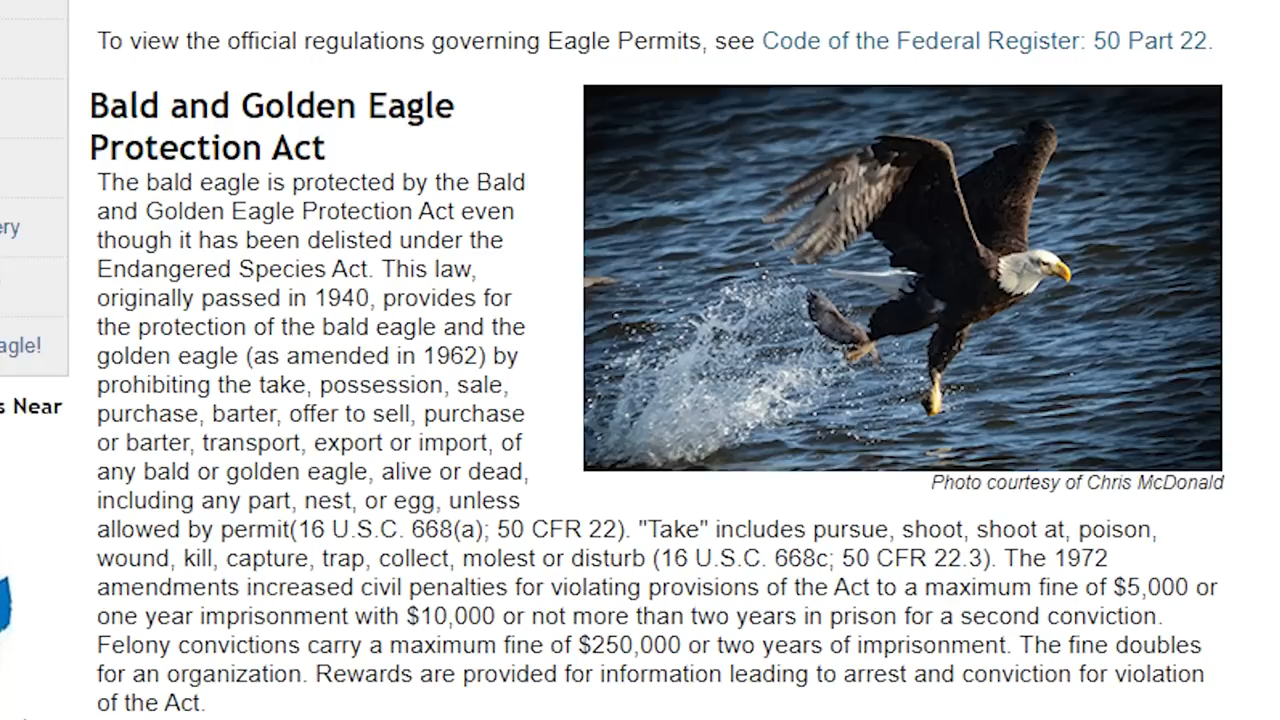 To view the official regulations governing Eagle Permits, see Code of the Federal Register: 50 Part 22.
Bald and Golden Eagle
Protection Act
The bald eagle is protected by the Bald
and Golden Eagle Protection Act even
though it has been delisted under the
Endangered Species Act. This law,
originally passed in 1940, provides for
the protection of the bald eagle and the
golden eagle (as amended in 1962) by
prohibiting the take, possession, sale,
purchase, barter, offer to sell, purchase
or barter, transport, export or import, of
any bald or golden eagle, alive or dead,
including any part, nest, or egg, unless
allowed by permit(16 U.S.C. 668(a); 50 CFR 22). "Take" includes pursue, shoot, shoot at, poison,
wound, kill, capture, trap, collect, molest or disturb (16 U.S.C. 668c; 50 CFR 22.3). The 1972
amendments increased civil penalties for violating provisions of the Act to a maximum fine of $5,000 or
one year imprisonment with $10,000 or not more than two years in prison for a second conviction.
Felony convictions carry a maximum fine of $250,000 or two years of imprisonment. The fine doubles
for an organization. Rewards are provided for information leading to arrest and conviction for violation
of the Act.
Photo courtesy of Chris McDonald
ery
agle!
s Near